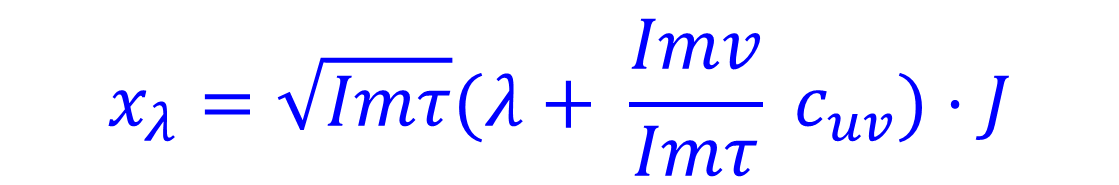 x_λ = √Imτ(λ + Imv/Imτ c_uv) · J